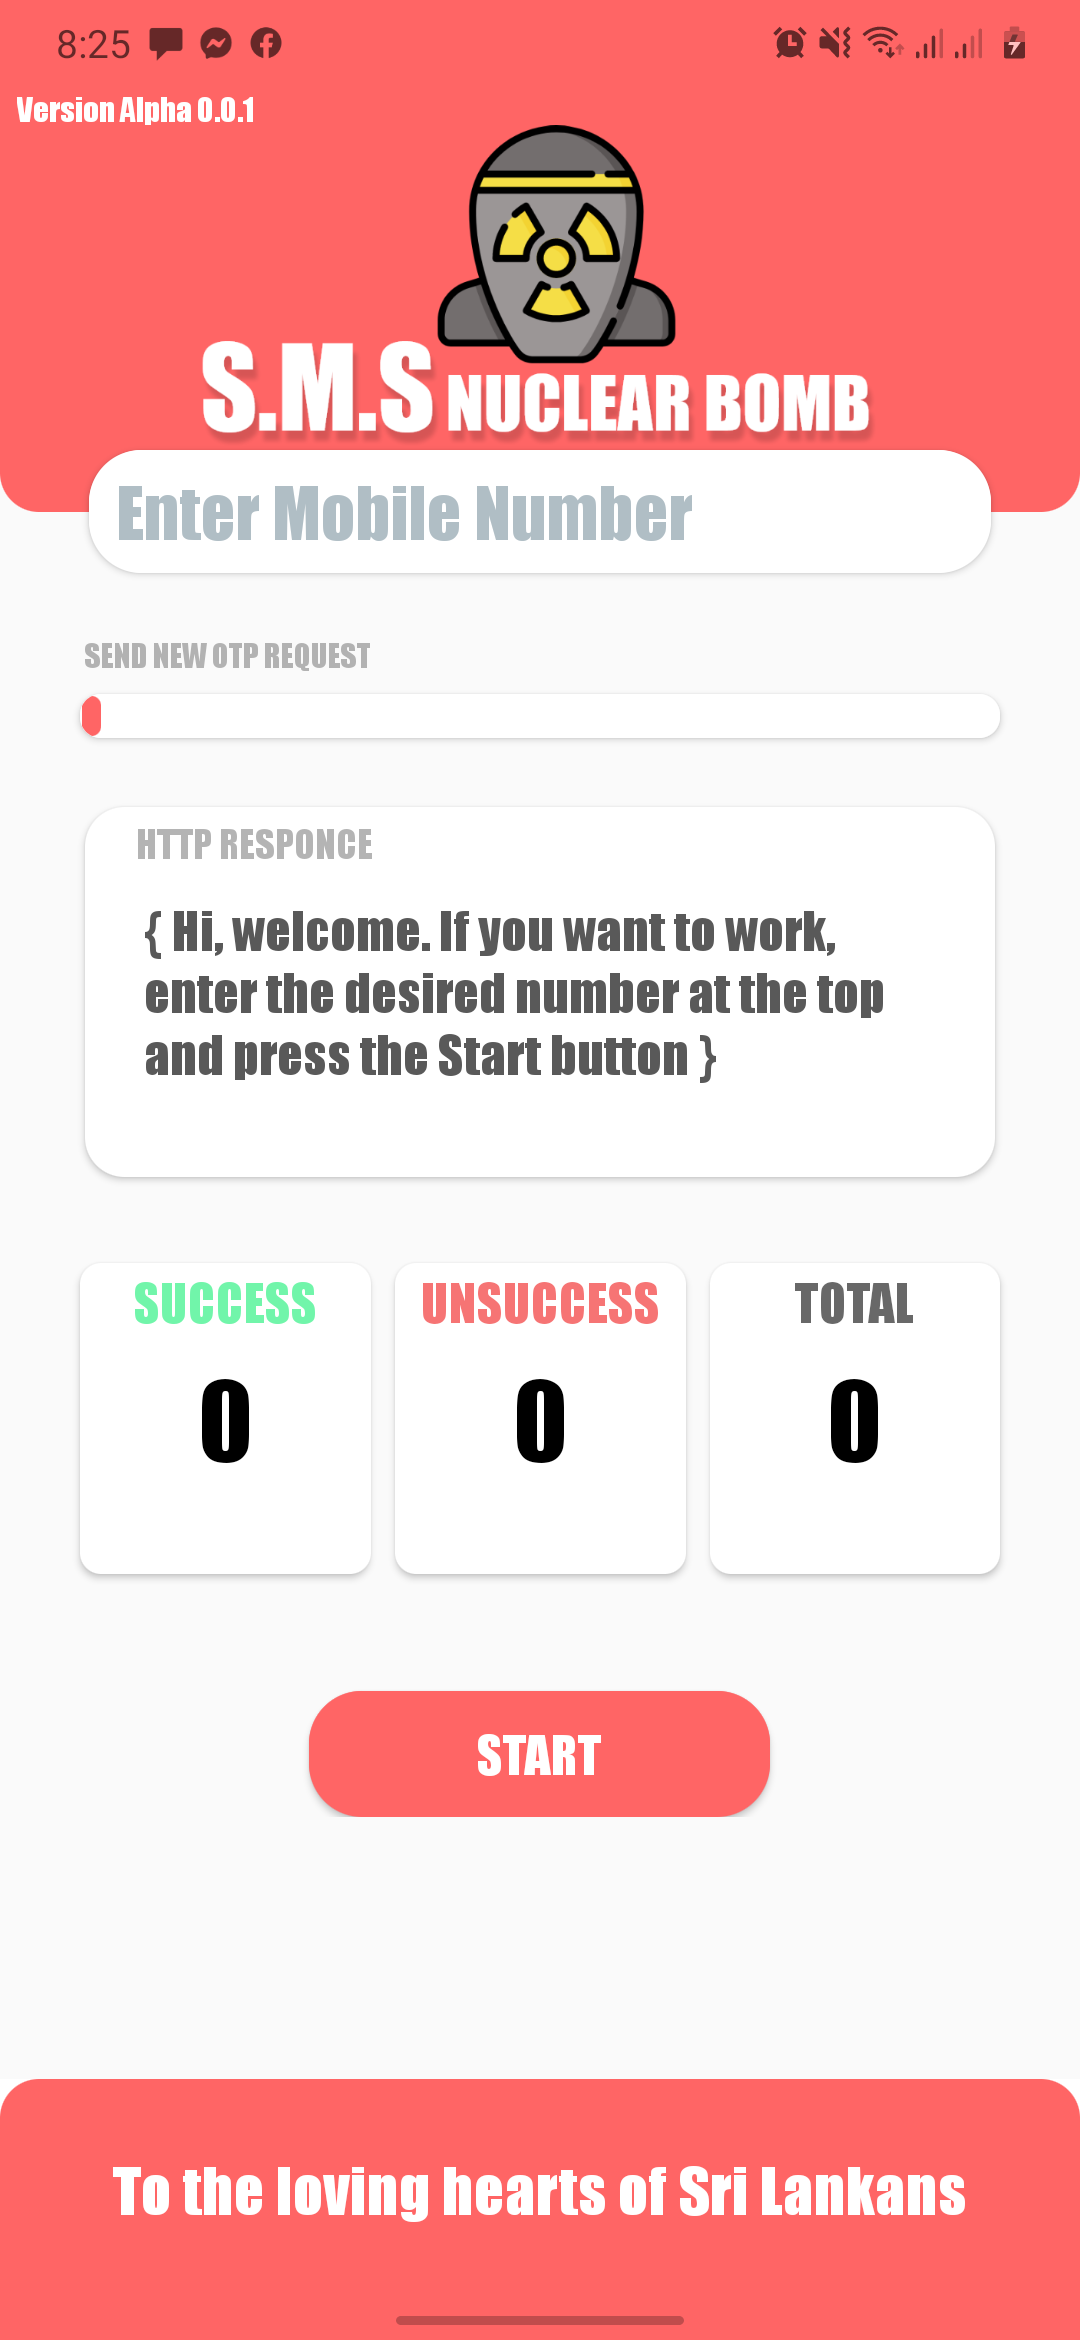 8:25
Version Alpha 0.0.1
S.M.S NUCLEAR BOMB
Enter Mobile Number
SEND NEW OTP REQUEST
HTTP RESPONCE
{ Hi, welcome. If you want to work,
enter the desired number at the top
and press the Start button }
SUCCESS UNSUCCESS TOTAL
0 0 0
START
To the loving hearts of Sri Lankans